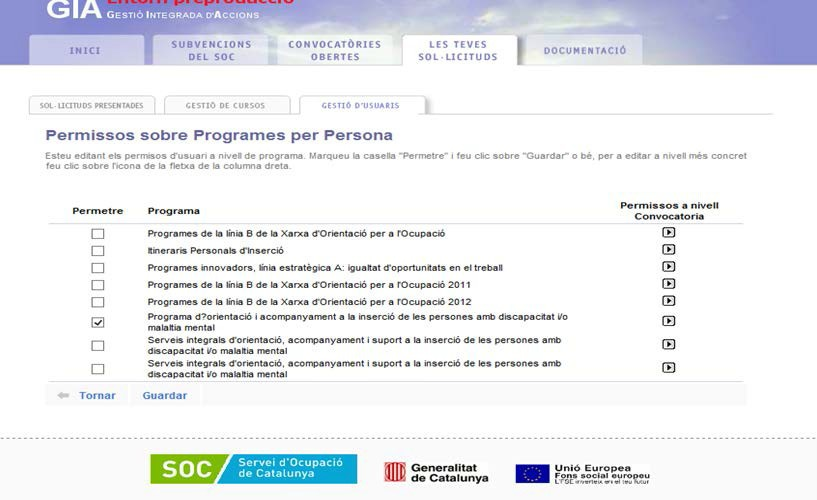 GIA Entorn preproducció
GESTIÓ INTEGRADA D'ACCIONS
INICI
SUBVENCIONS
DEL SOC
CONVOCATÒRIES
OBERTES
LES TEVES
SOL·LICITUDS
DOCUMENTACIÓ
SOL·LICITUDS PRESENTADES
GESTIÓ DE CURSOS
GESTIÓ D'USUARIS
Permissos sobre Programes per Persona
Esteu editant els permisos d'usuari a nivell de programa. Marqueu la casella "Permetre" i feu clic sobre "Guardar" o bé, per a editar a nivell més concret
feu clic sobre l'icona de la fletxa de la columna dreta.
Permetre
Programa
Permissos a nivell
Convocatoria
Programes de la línia B de la Xarxa d'Orientació per a l'Ocupació
Itineraris Personals d'Inserció
Programes innovadors, línia estratègica A: igualtat d'oportunitats en el treball
Programes de la línia B de la Xarxa d'Orientació per a l'Ocupació 2011
Programes de la línia B de la Xarxa d'Orientació per a l'Ocupació 2012
Programa d?orientació i acompanyament a la inserció de les persones amb discapacitat i/o
malaltia mental
Serveis integrals d'orientació, acompanyament i suport a la inserció de les persones amb
discapacitat i/o malaltia mental
Serveis integrals d'orientació, acompanyament i suport a la inserció de les persones amb
discapacitat i/o malaltia mental
Tornar
Guardar
SOC
Servei d'Ocupació
de Catalunya
Generalitat
de Catalunya
Unió Europea
Fons social europeu
L'FSE inverteix en el teu futur